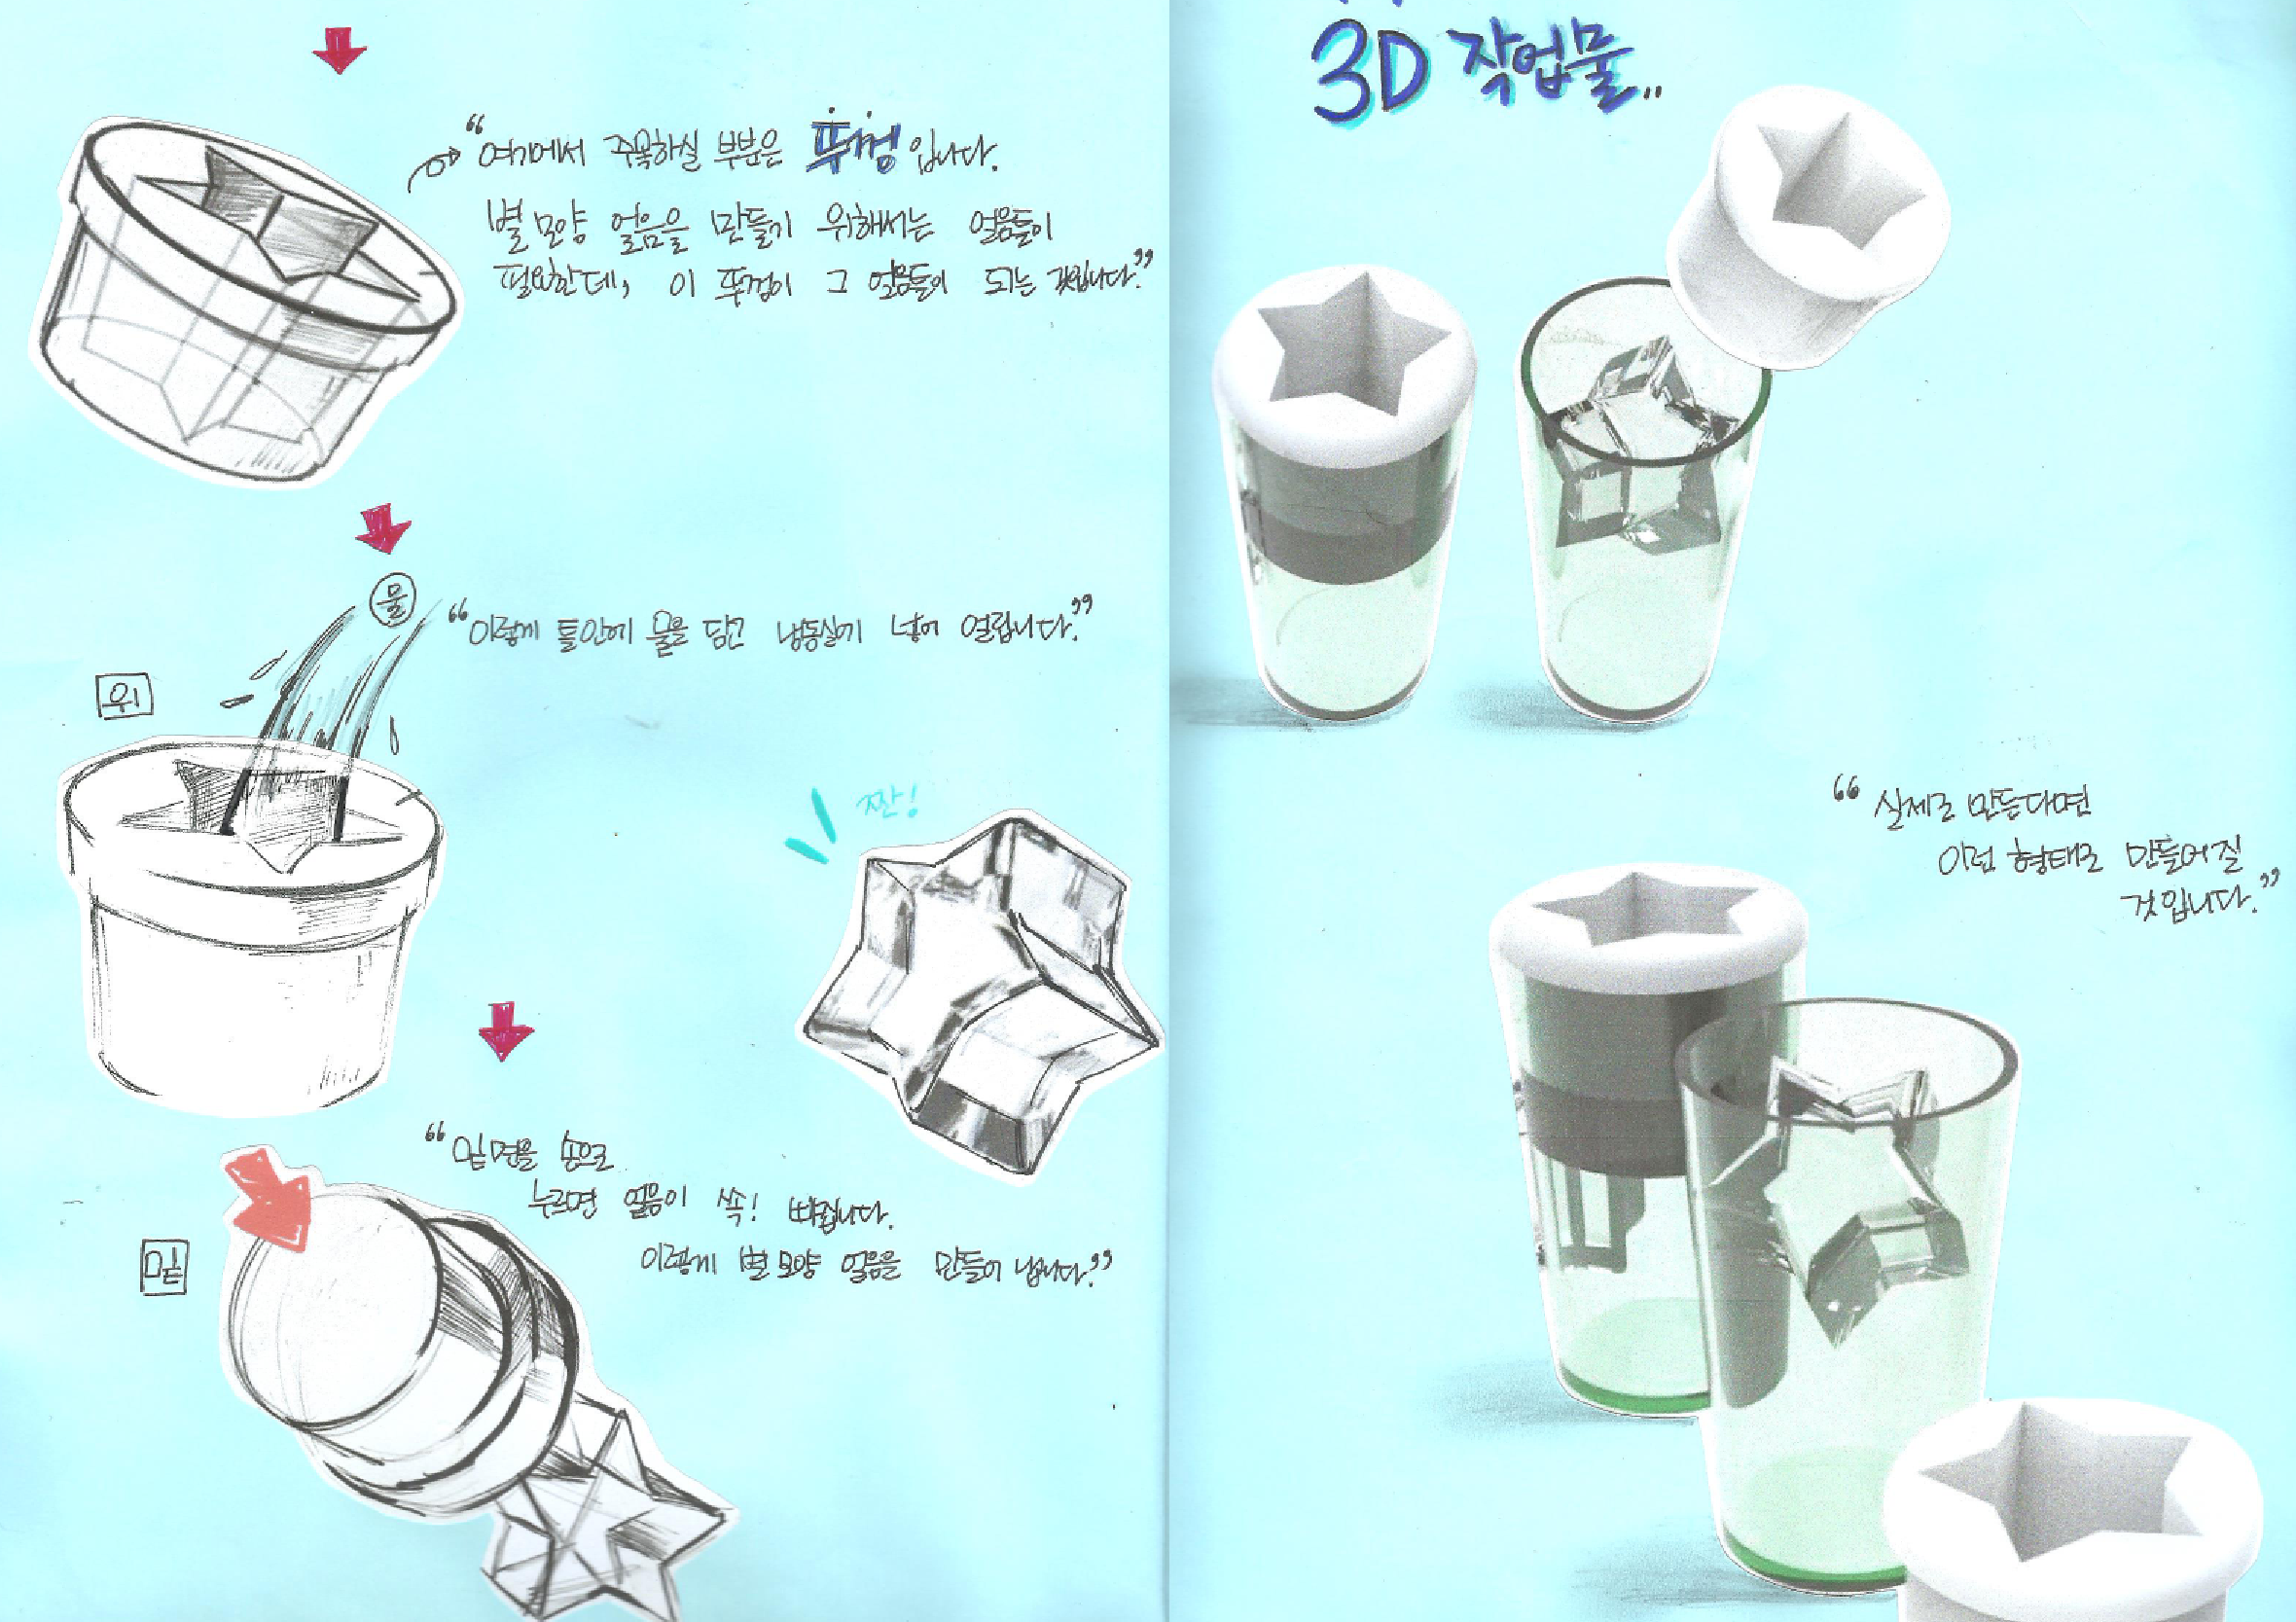 "여기에서 주목하실 부분은 뚜껑입니다.
별모양 얼음을 만들기 위해서는 얼음틀이
필요한데, 이 뚜껑이 그 얼음틀이 되는 것입니다."
물
"이렇게 틀안에 물을 담고 냉동실에 넣어 얼립니다."
위
짠!
"밑면을 손으로
누르면 얼음이 쏙! 빠집니다.
이렇게 별모양 얼음을 만들어 냅니다."
밑
3D 작업물..
"실제로 만든다면
이런 형태로 만들어질
것입니다."